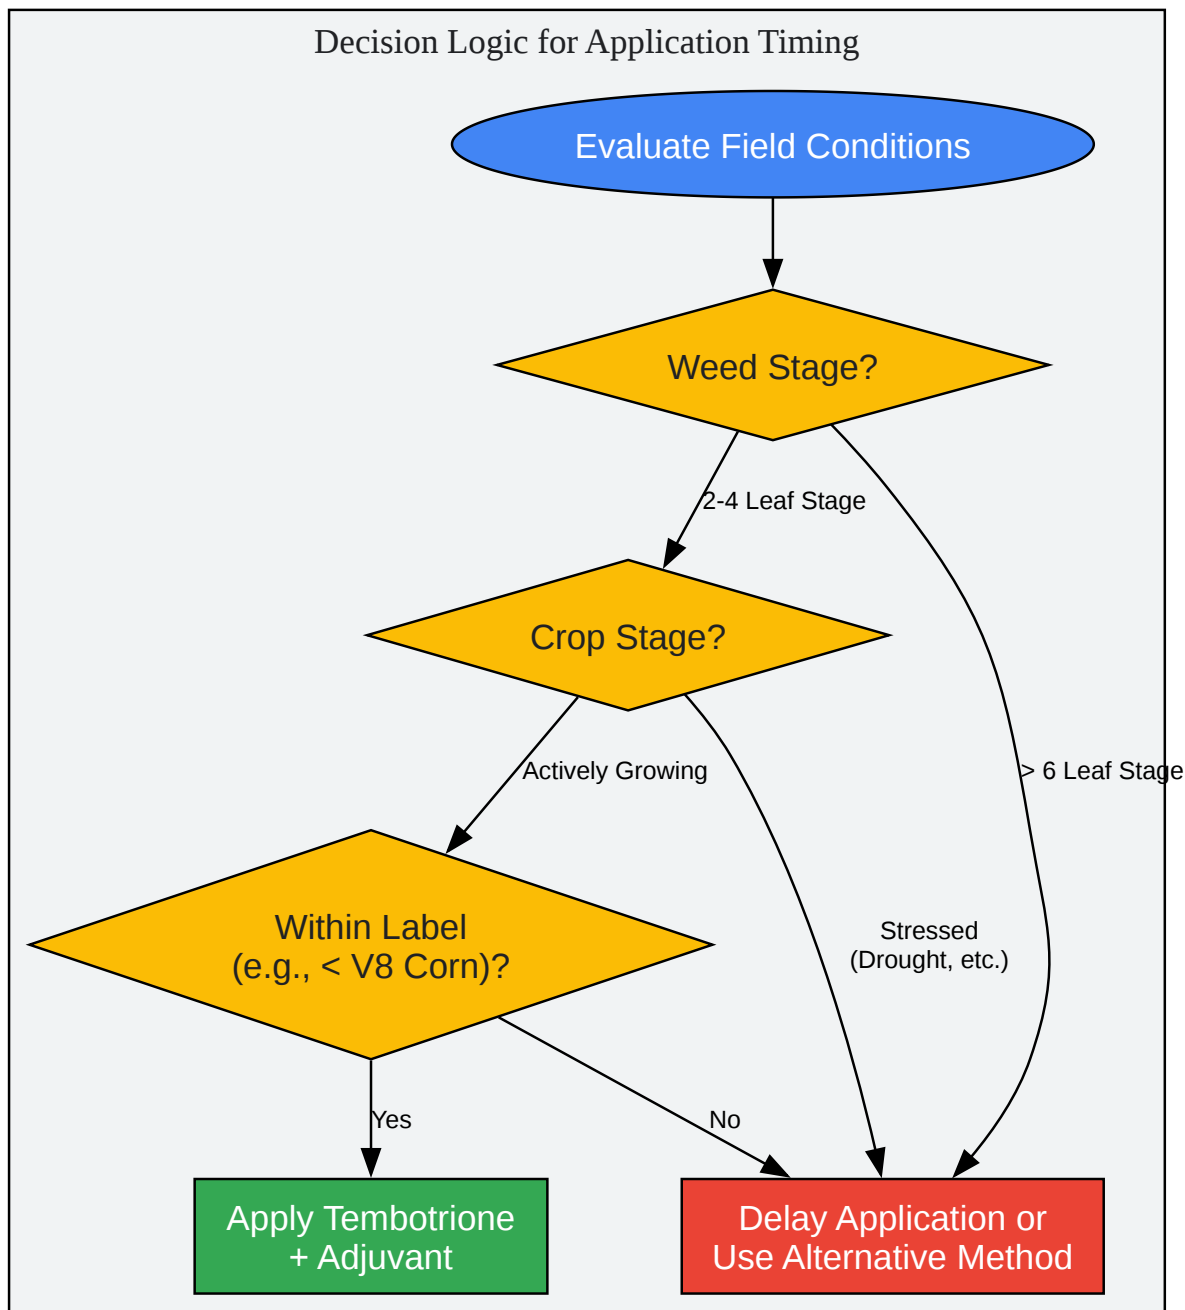 Decision Logic for Application Timing
Evaluate Field Conditions
Weed Stage?
2-4 Leaf Stage
Crop Stage?
Actively Growing
> 6 Leaf Stage
Within Label
(e.g., < V8 Corn)?
Stressed
(Drought, etc.)
Yes
No
Apply Tembotrione
+ Adjuvant
Delay Application or
Use Alternative Method